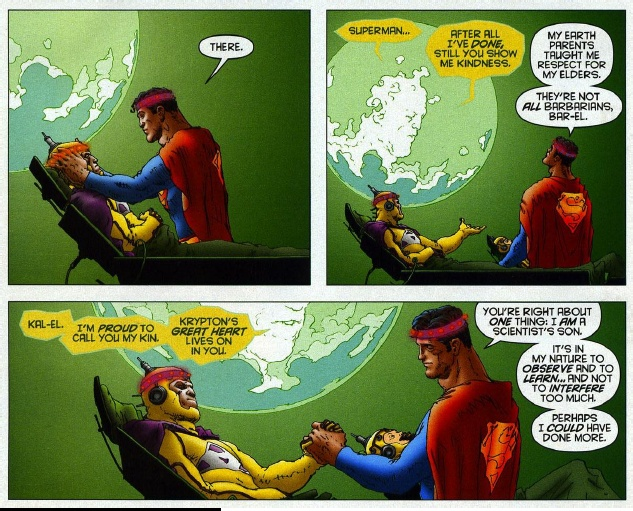 THERE.
SUPERMAN...
AFTER ALL
I'VE DONE,
STILL YOU SHOW
ME KINDNESS.
MY EARTH
PARENTS
TAUGHT ME
RESPECT FOR
MY ELDERS.
THEY'RE NOT
ALL BARBARIANS,
BAR-EL.
KAL-EL.
I'M PROUD TO
CALL YOU MY KIN.
KRYPTON'S
GREAT HEART
LIVES ON
IN YOU.
YOU'RE RIGHT ABOUT
ONE THING: I AM A
SCIENTIST'S SON.
IT'S IN
MY NATURE TO
OBSERVE AND TO
LEARN... AND NOT
TO INTERFERE
TOO MUCH.
PERHAPS
I COULD HAVE
DONE MORE.